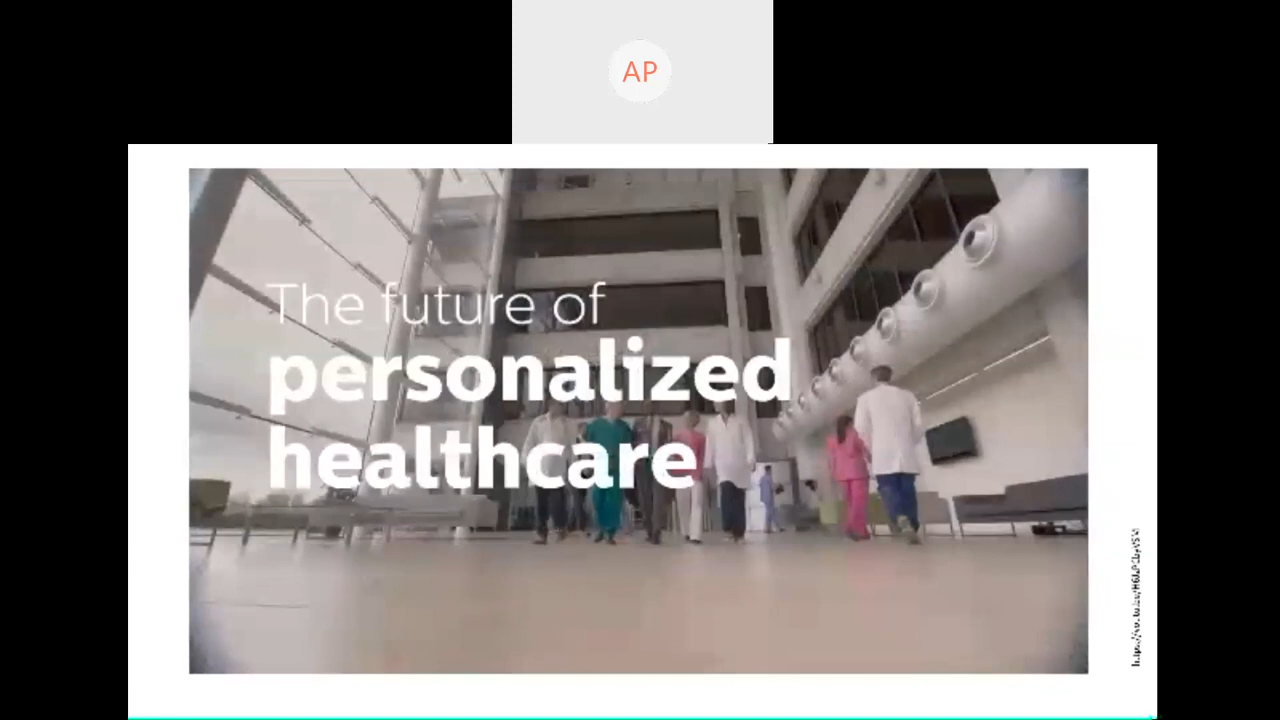 AP
The future of
personalized
healthcare